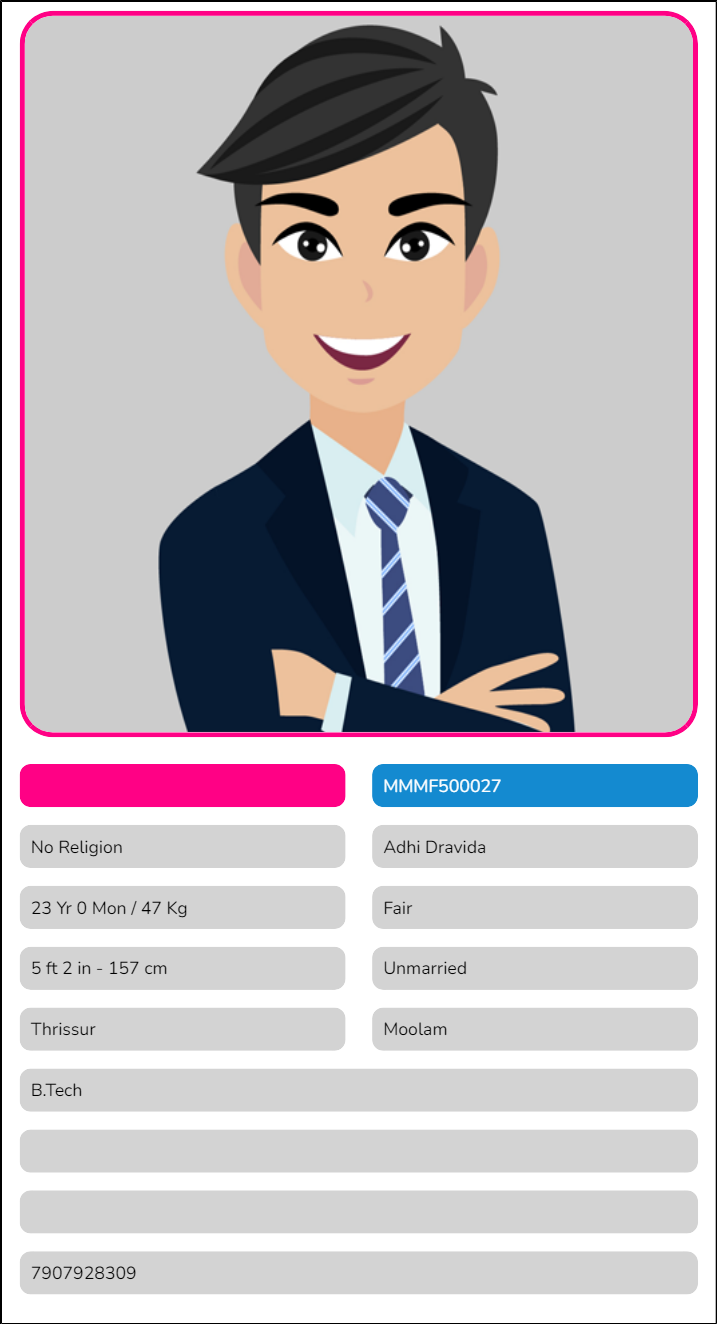 MMMF500027
No Religion
Adhi Dravida
23 Yr 0 Mon / 47 Kg
Fair
5 ft 2 in - 157 cm
Unmarried
Thrissur
Moolam
B.Tech
7907928309